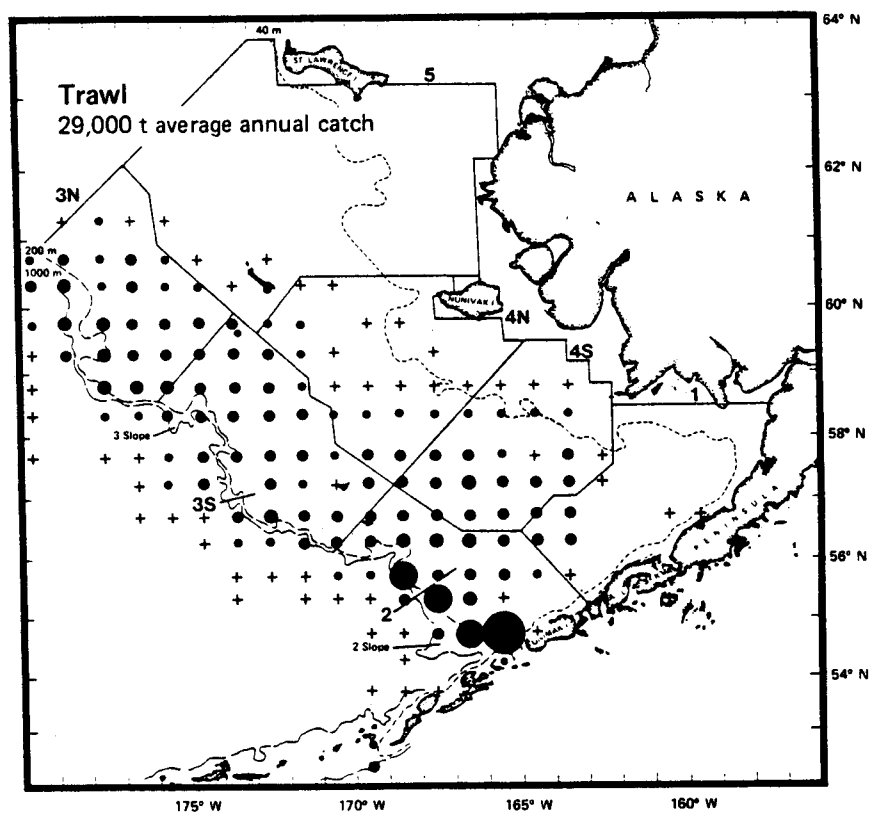 64° N
40 m
ST. LAWRENCE I
5
Trawl
29,000 t average annual catch
62° N
3N
ALASKA
200 m
1000 m
NUNIVAK I
60° N
4N
4S
1
3 Slope
58° N
3S
PENINSULA
56° N
2
2 Slope
UNIMAK I
54° N
175° W
170° W
165° W
160° W